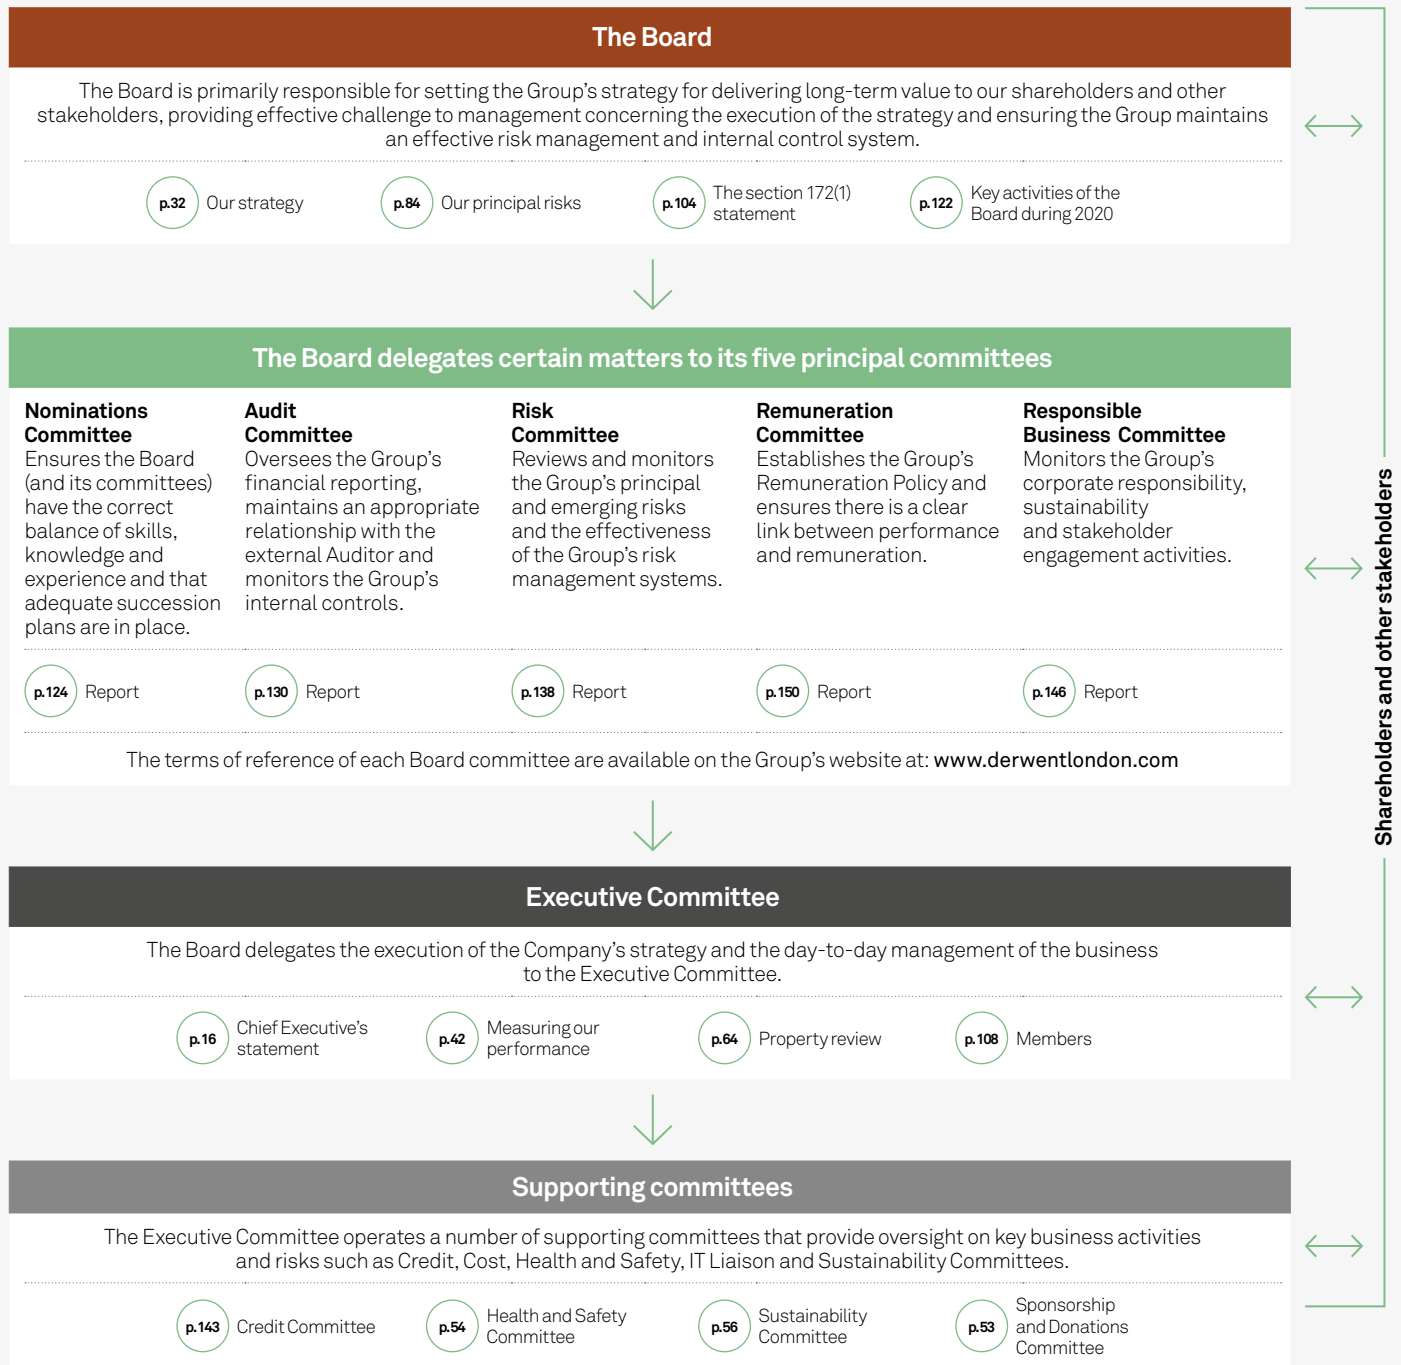 The Board
The Board is primarily responsible for setting the Group's strategy for delivering long-term value to our shareholders and other
stakeholders, providing effective challenge to management concerning the execution of the strategy and ensuring the Group maintains
an effective risk management and internal control system.
p.32 Our strategy
p.84 Our principal risks
p.104 The section 172(1)
statement
p.122 Key activities of the
Board during 2020
The Board delegates certain matters to its five principal committees
Nominations
Committee
Ensures the Board
(and its committees)
have the correct
balance of skills,
knowledge and
experience and that
adequate succession
plans are in place.
p.124 Report
Audit
Committee
Oversees the Group's
financial reporting,
maintains an appropriate
relationship with the
external Auditor and
monitors the Group's
internal controls.
p.130 Report
Risk
Committee
Reviews and monitors
the Group's principal
and emerging risks
and the effectiveness
of the Group's risk
management systems.
p.138 Report
Remuneration
Committee
Establishes the Group's
Remuneration Policy and
ensures there is a clear
link between performance
and remuneration.
p.150 Report
Responsible
Business Committee
Monitors the Group's
corporate responsibility,
sustainability
and stakeholder
engagement activities.
p.146 Report
The terms of reference of each Board committee are available on the Group's website at: www.derwentlondon.com
Executive Committee
The Board delegates the execution of the Company's strategy and the day-to-day management of the business
to the Executive Committee.
p.16 Chief Executive's
statement
p.42 Measuring our
performance
p.64 Property review
p.108 Members
Supporting committees
The Executive Committee operates a number of supporting committees that provide oversight on key business activities
and risks such as Credit, Cost, Health and Safety, IT Liaison and Sustainability Committees.
p.143 Credit Committee
p.54 Health and Safety
Committee
p.56 Sustainability
Committee
p.53 Sponsorship
and Donations
Committee
Shareholders and other stakeholders